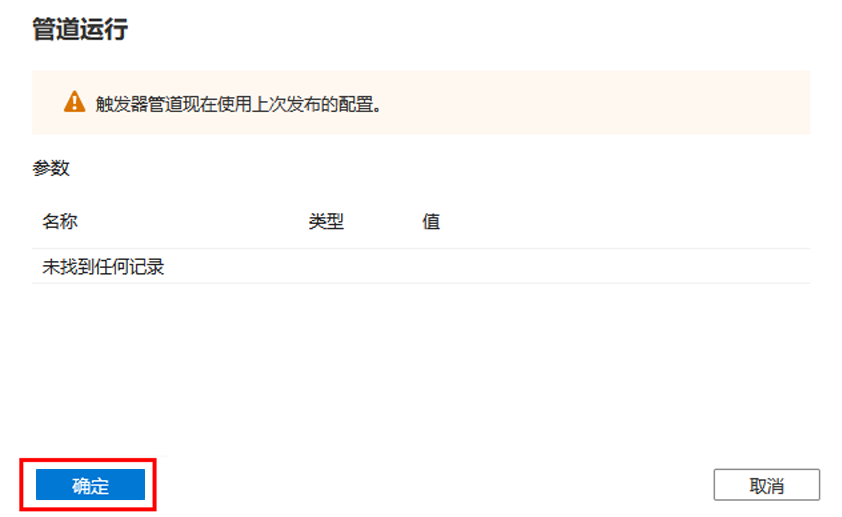 管道运行
触发器管道现在使用上次发布的配置。
参数
名称 类型 值
未找到任何记录
确定 取消